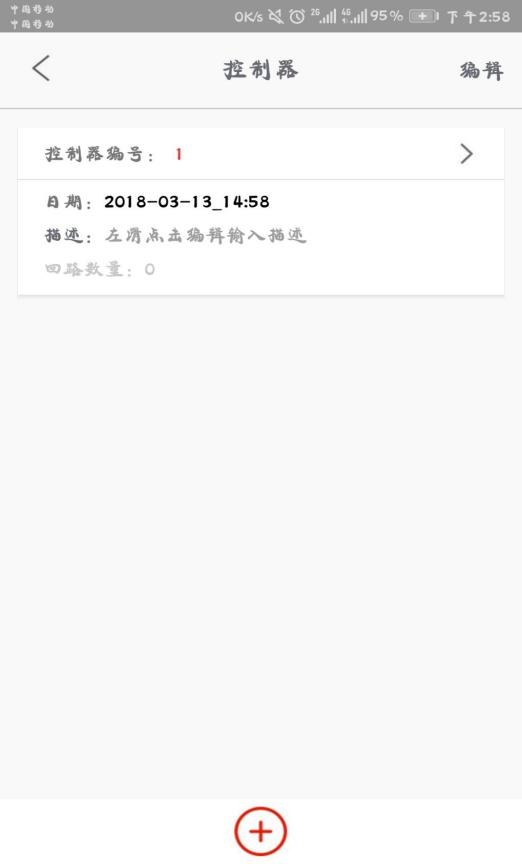 中国移动
中国移动
0K/s 2G 4G 95% 下午2:58
控制器 编辑
控制器编号： 1
日期：2018-03-13_14:58
描述：左滑点击编辑输入描述
回路数量：0